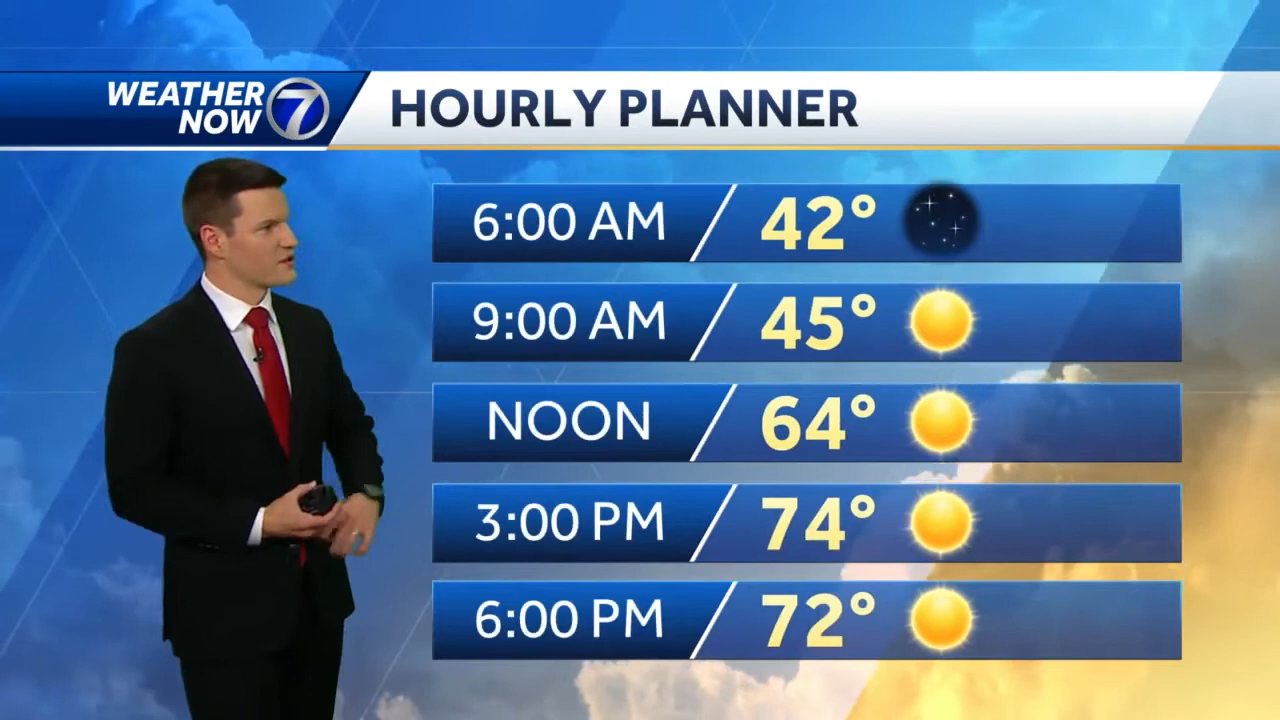 WEATHER
NOW 7
HOURLY PLANNER
6:00 AM 42°
9:00 AM 45°
NOON 64°
3:00 PM 74°
6:00 PM 72°